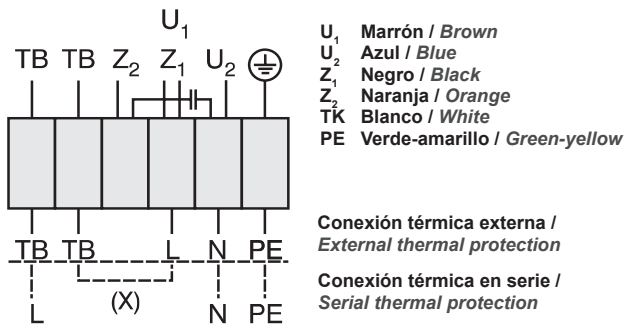 U1
TB TB Z2 Z1 U2
TB TB L N PE
(X)
L N PE
U1 Marrón / Brown
U2 Azul / Blue
Z1 Negro / Black
Z2 Naranja / Orange
TK Blanco / White
PE Verde-amarillo / Green-yellow
Conexión térmica externa /
External thermal protection
Conexión térmica en serie /
Serial thermal protection